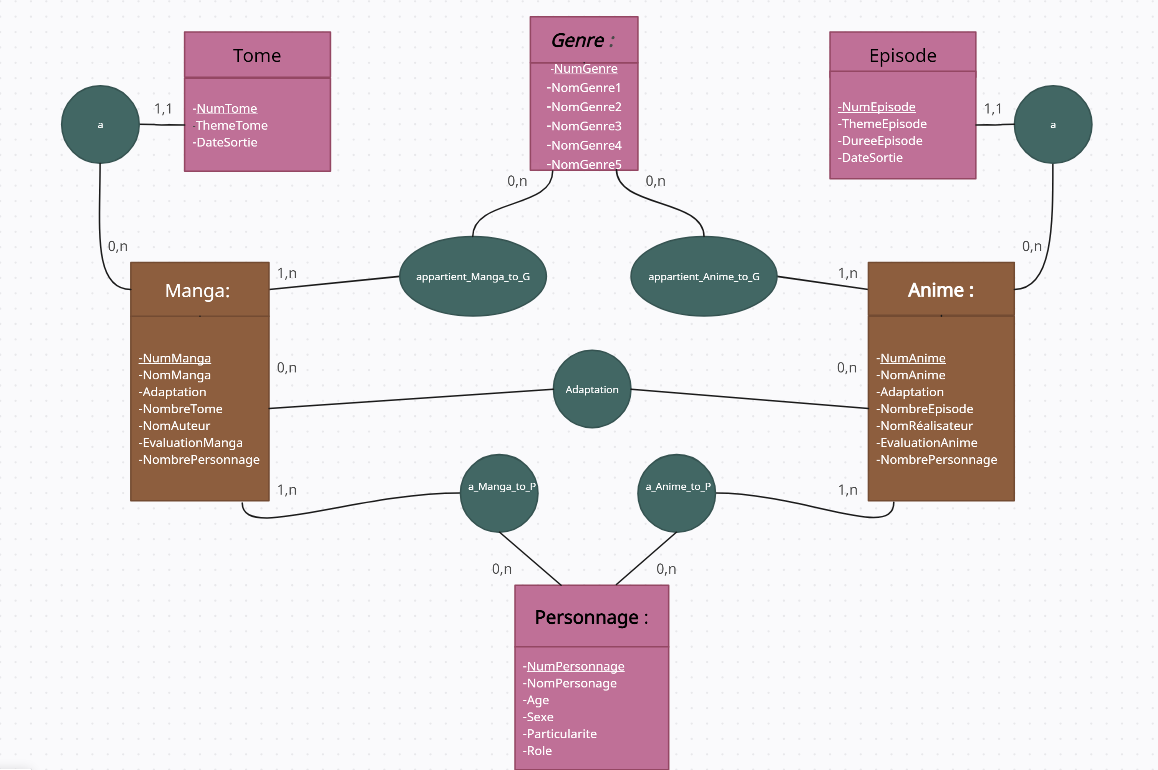 Tome
-NumTome
-ThemeTome
-DateSortie
a
1,1
0,n
Genre :
-NumGenre
-NomGenre1
-NomGenre2
-NomGenre3
-NomGenre4
-NomGenre5
0,n
0,n
Episode
-NumEpisode
-ThemeEpisode
-DureeEpisode
-DateSortie
1,1
a
0,n
Manga:
-NumManga
-NomManga
-Adaptation
-NombreTome
-NomAuteur
-EvaluationManga
-NombrePersonnage
1,n
appartient_Manga_to_G
appartient_Anime_to_G
1,n
Anime :
-NumAnime
-NomAnime
-Adaptation
-NombreEpisode
-NomRéalisateur
-EvaluationAnime
-NombrePersonnage
0,n
Adaptation
0,n
1,n
a_Manga_to_P
a_Anime_to_P
1,n
0,n
0,n
Personnage :
-NumPersonnage
-NomPersonage
-Age
-Sexe
-Particularite
-Role